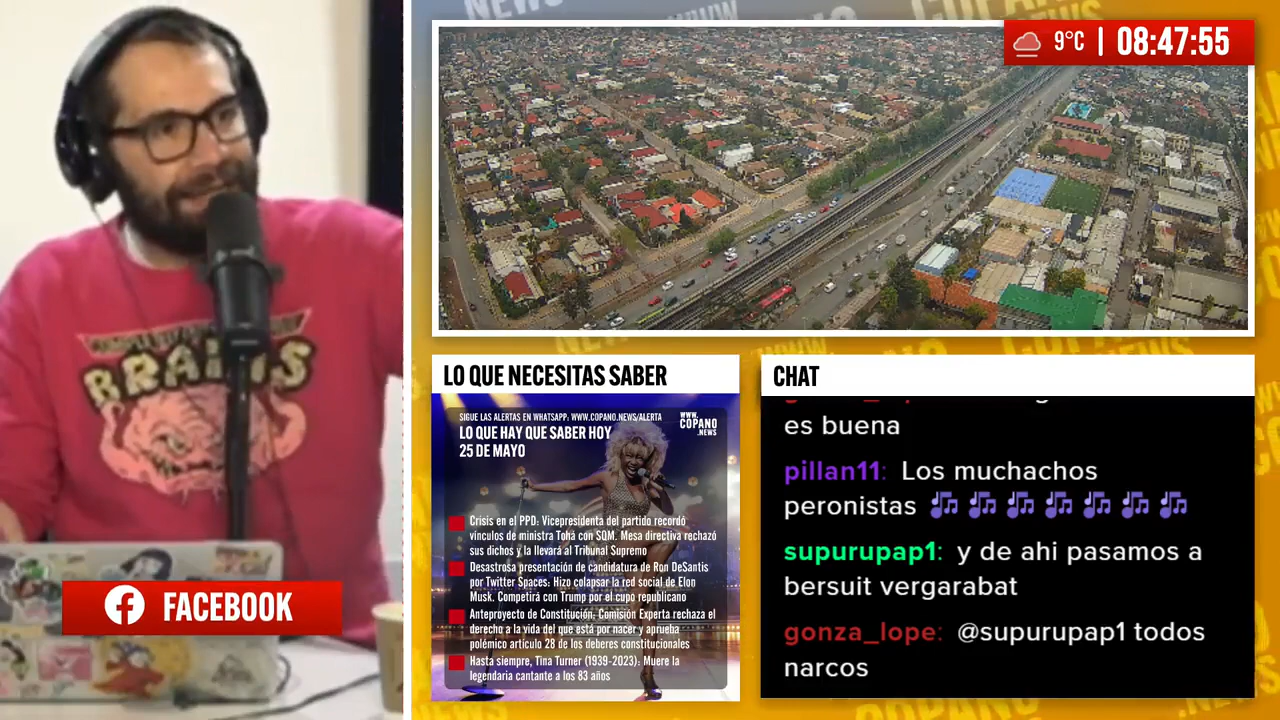 9°C | 08:47:55
BRAINS
FACEBOOK
LO QUE NECESITAS SABER
SIGUE LAS ALERTAS EN WHATSAPP: WWW.COPANO.NEWS/ALERTA
LO QUE HAY QUE SABER HOY
25 DE MAYO
WWW.
COPANO
.NEWS
Crisis en el PPD: Vicepresidenta del partido recordó
vínculos de ministra Tohá con SQM. Mesa directiva rechazó
sus dichos y la llevará al Tribunal Supremo
Desastrosa presentación de candidatura de Ron DeSantis
por Twitter Spaces: Hizo colapsar la red social de Elon
Musk. Competirá con Trump por el cupo republicano
Anteproyecto de Constitución: Comisión Experta rechaza el
derecho a la vida del que está por nacer y aprueba
polémico artículo 28 de los deberes constitucionales
Hasta siempre, Tina Turner (1939-2023): Muere la
legendaria cantante a los 83 años
CHAT
es buena
pillan11: Los muchachos
peronistas 🎶 🎶 🎶 🎶 🎶 🎶 🎶
supurupap1: y de ahi pasamos a
bersuit vergarabat
gonza_lope: @supurupap1 todos
narcos